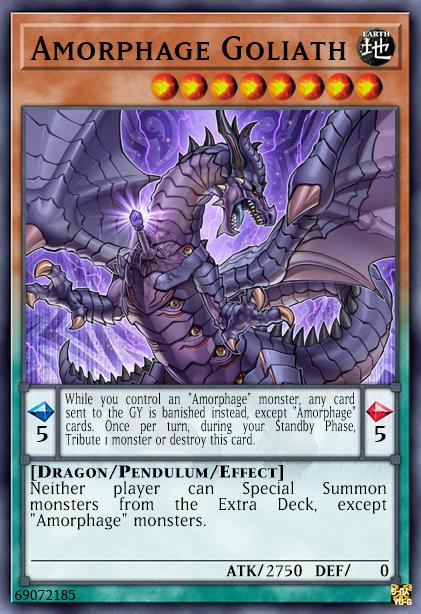 Amorphage Goliath
EARTH
地
While you control an "Amorphage" monster, any card
sent to the GY is banished instead, except "Amorphage"
cards. Once per turn, during your Standby Phase,
Tribute 1 monster or destroy this card.
5
5
[Dragon/Pendulum/Effect]
Neither player can Special Summon
monsters from the Extra Deck, except
"Amorphage" monsters.
ATK/2750 DEF/ 0
69072185